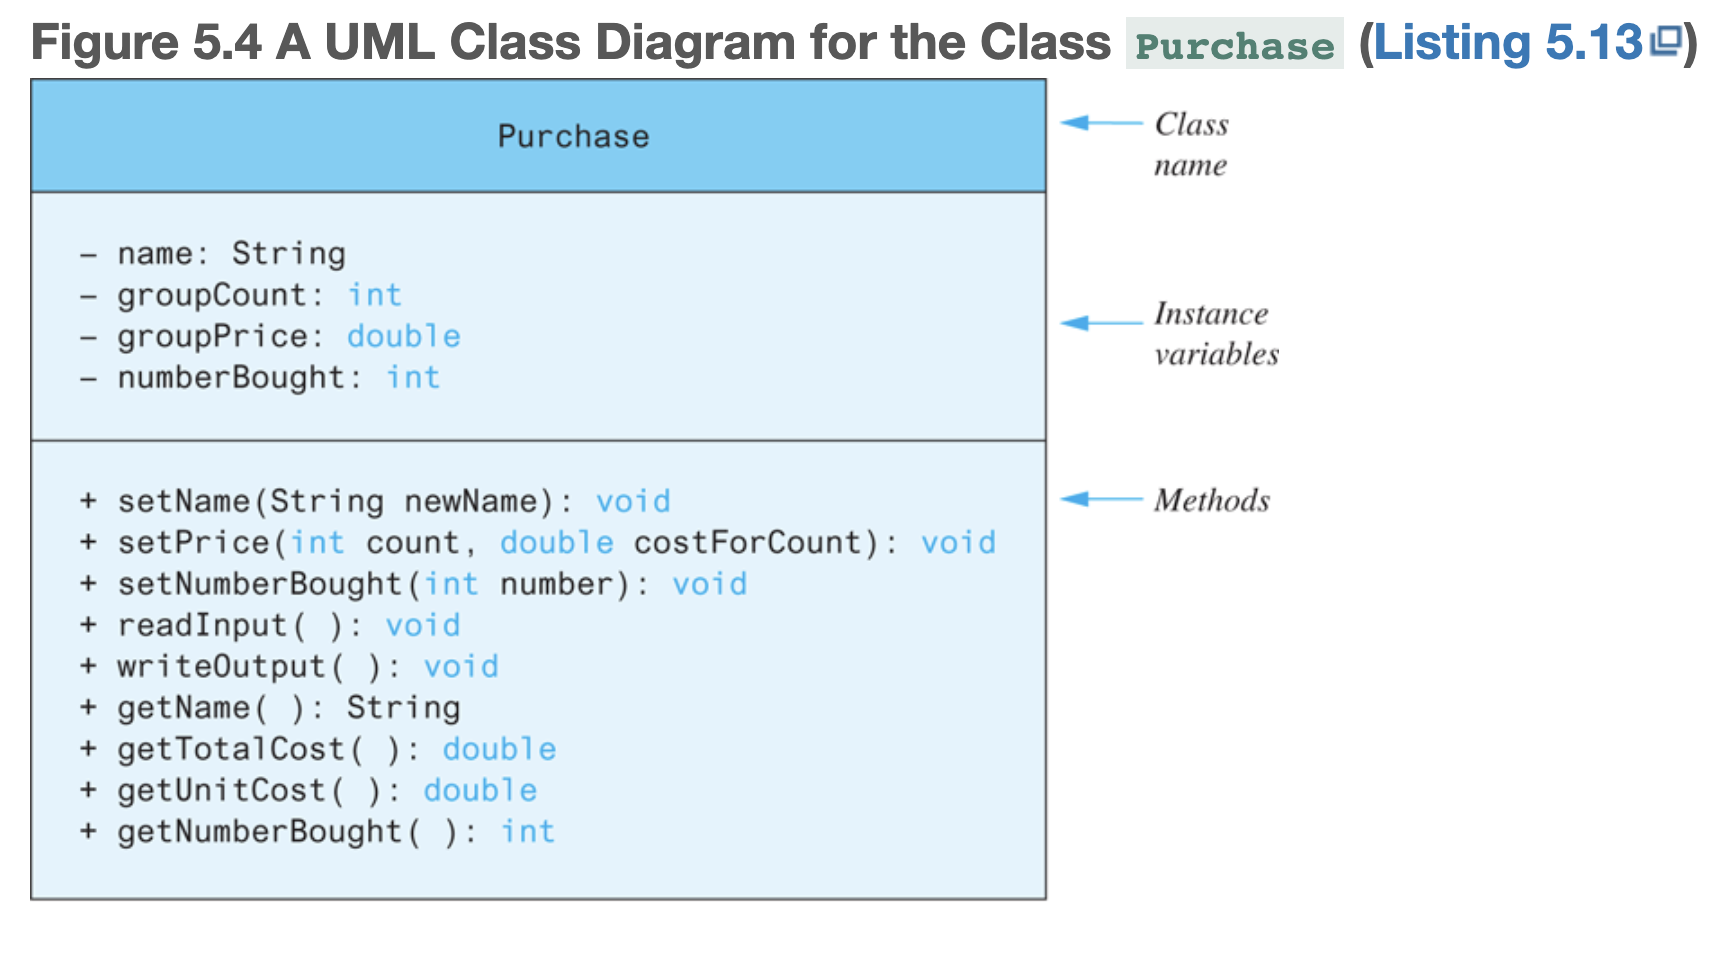 Figure 5.4 A UML Class Diagram for the Class Purchase (Listing 5.13)
Purchase
Class
name
– name: String
– groupCount: int
– groupPrice: double
– numberBought: int
Instance
variables
+ setName(String newName): void
+ setPrice(int count, double costForCount): void
+ setNumberBought(int number): void
+ readInput( ): void
+ writeOutput( ): void
+ getName( ): String
+ getTotalCost( ): double
+ getUnitCost( ): double
+ getNumberBought( ): int
Methods